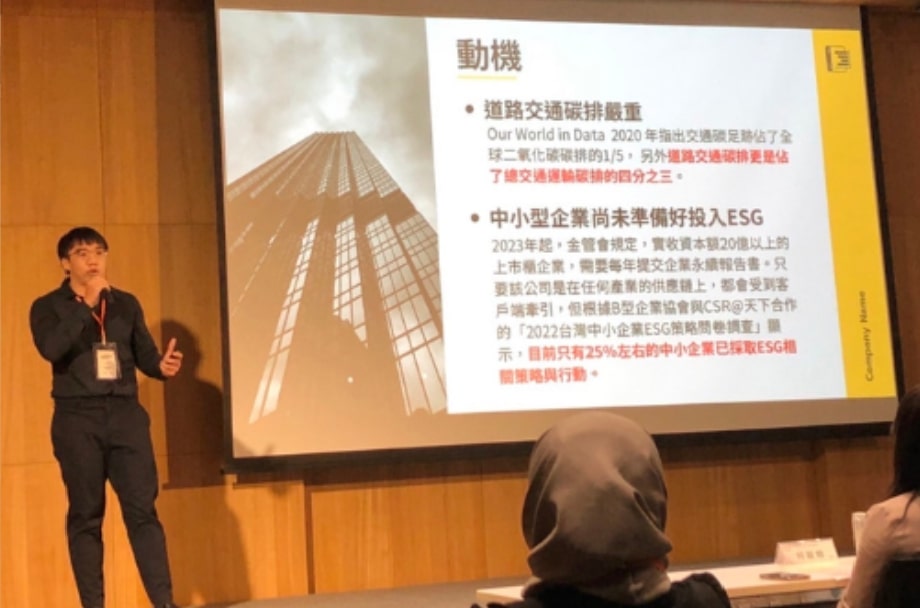 動機
• 道路交通碳排嚴重
Our World in Data 2020 年指出交通碳足跡佔了全
球二氧化碳碳排的1/5，另外道路交通碳排更是佔
了總交通運輸碳排的四分之三。
• 中小型企業尚未準備好投入ESG
2023年起，金管會規定，實收資本額20億以上的
上市櫃企業，需要每年提交企業永續報告書。只
要該公司是在任何產業的供應鏈上，都會受到客
戶端牽引，但根據B型企業協會與CSR@天下合作
的「2022台灣中小企業ESG策略問卷調查」顯
示，目前只有25%左右的中小企業已採取ESG相
關策略與行動。
Company Name